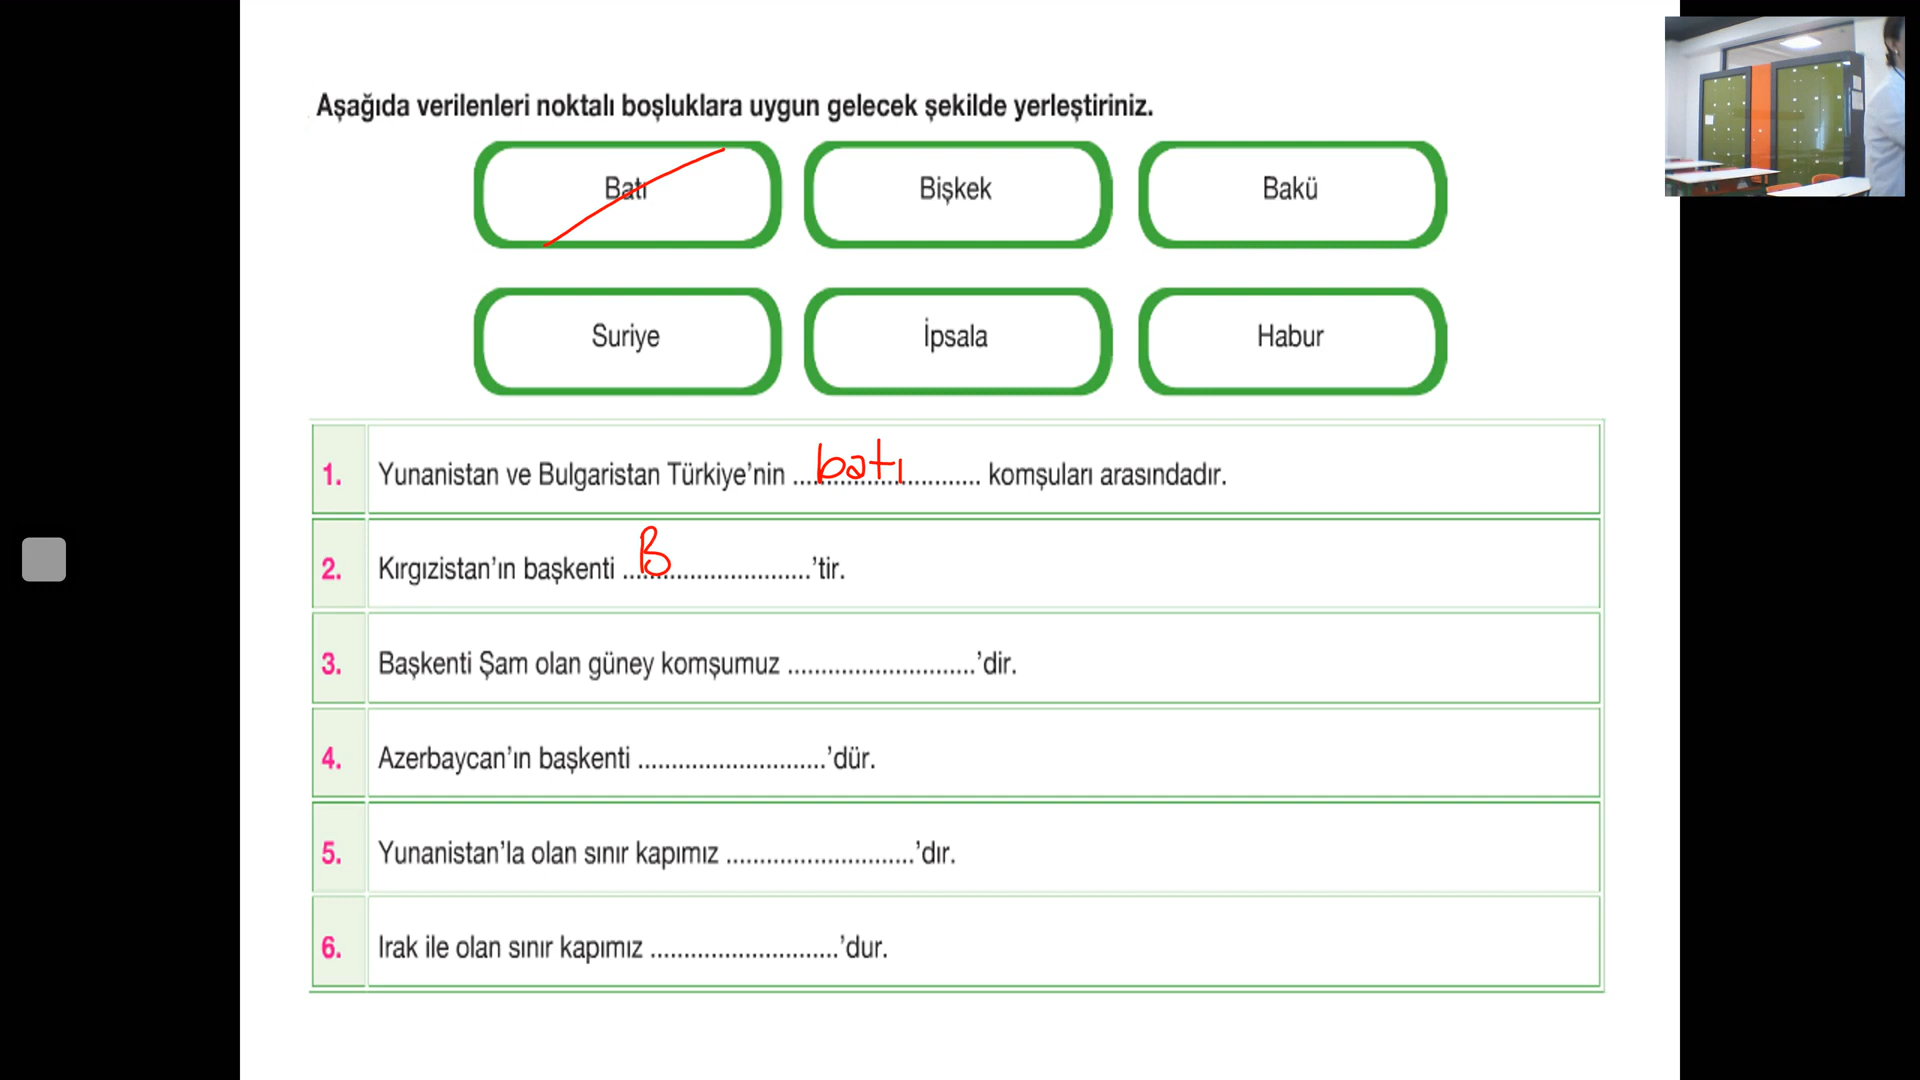 Aşağıda verilenleri noktalı boşluklara uygun gelecek şekilde yerleştiriniz.
Batı Bişkek Bakü
Suriye İpsala Habur
1. Yunanistan ve Bulgaristan Türkiye'nin ....batı........... komşuları arasındadır.
2. Kırgızistan'ın başkenti ....B.....................'tir.
3. Başkenti Şam olan güney komşumuz ............................'dir.
4. Azerbaycan'ın başkenti ............................'dür.
5. Yunanistan'la olan sınır kapımız ............................'dır.
6. Irak ile olan sınır kapımız ............................'dur.